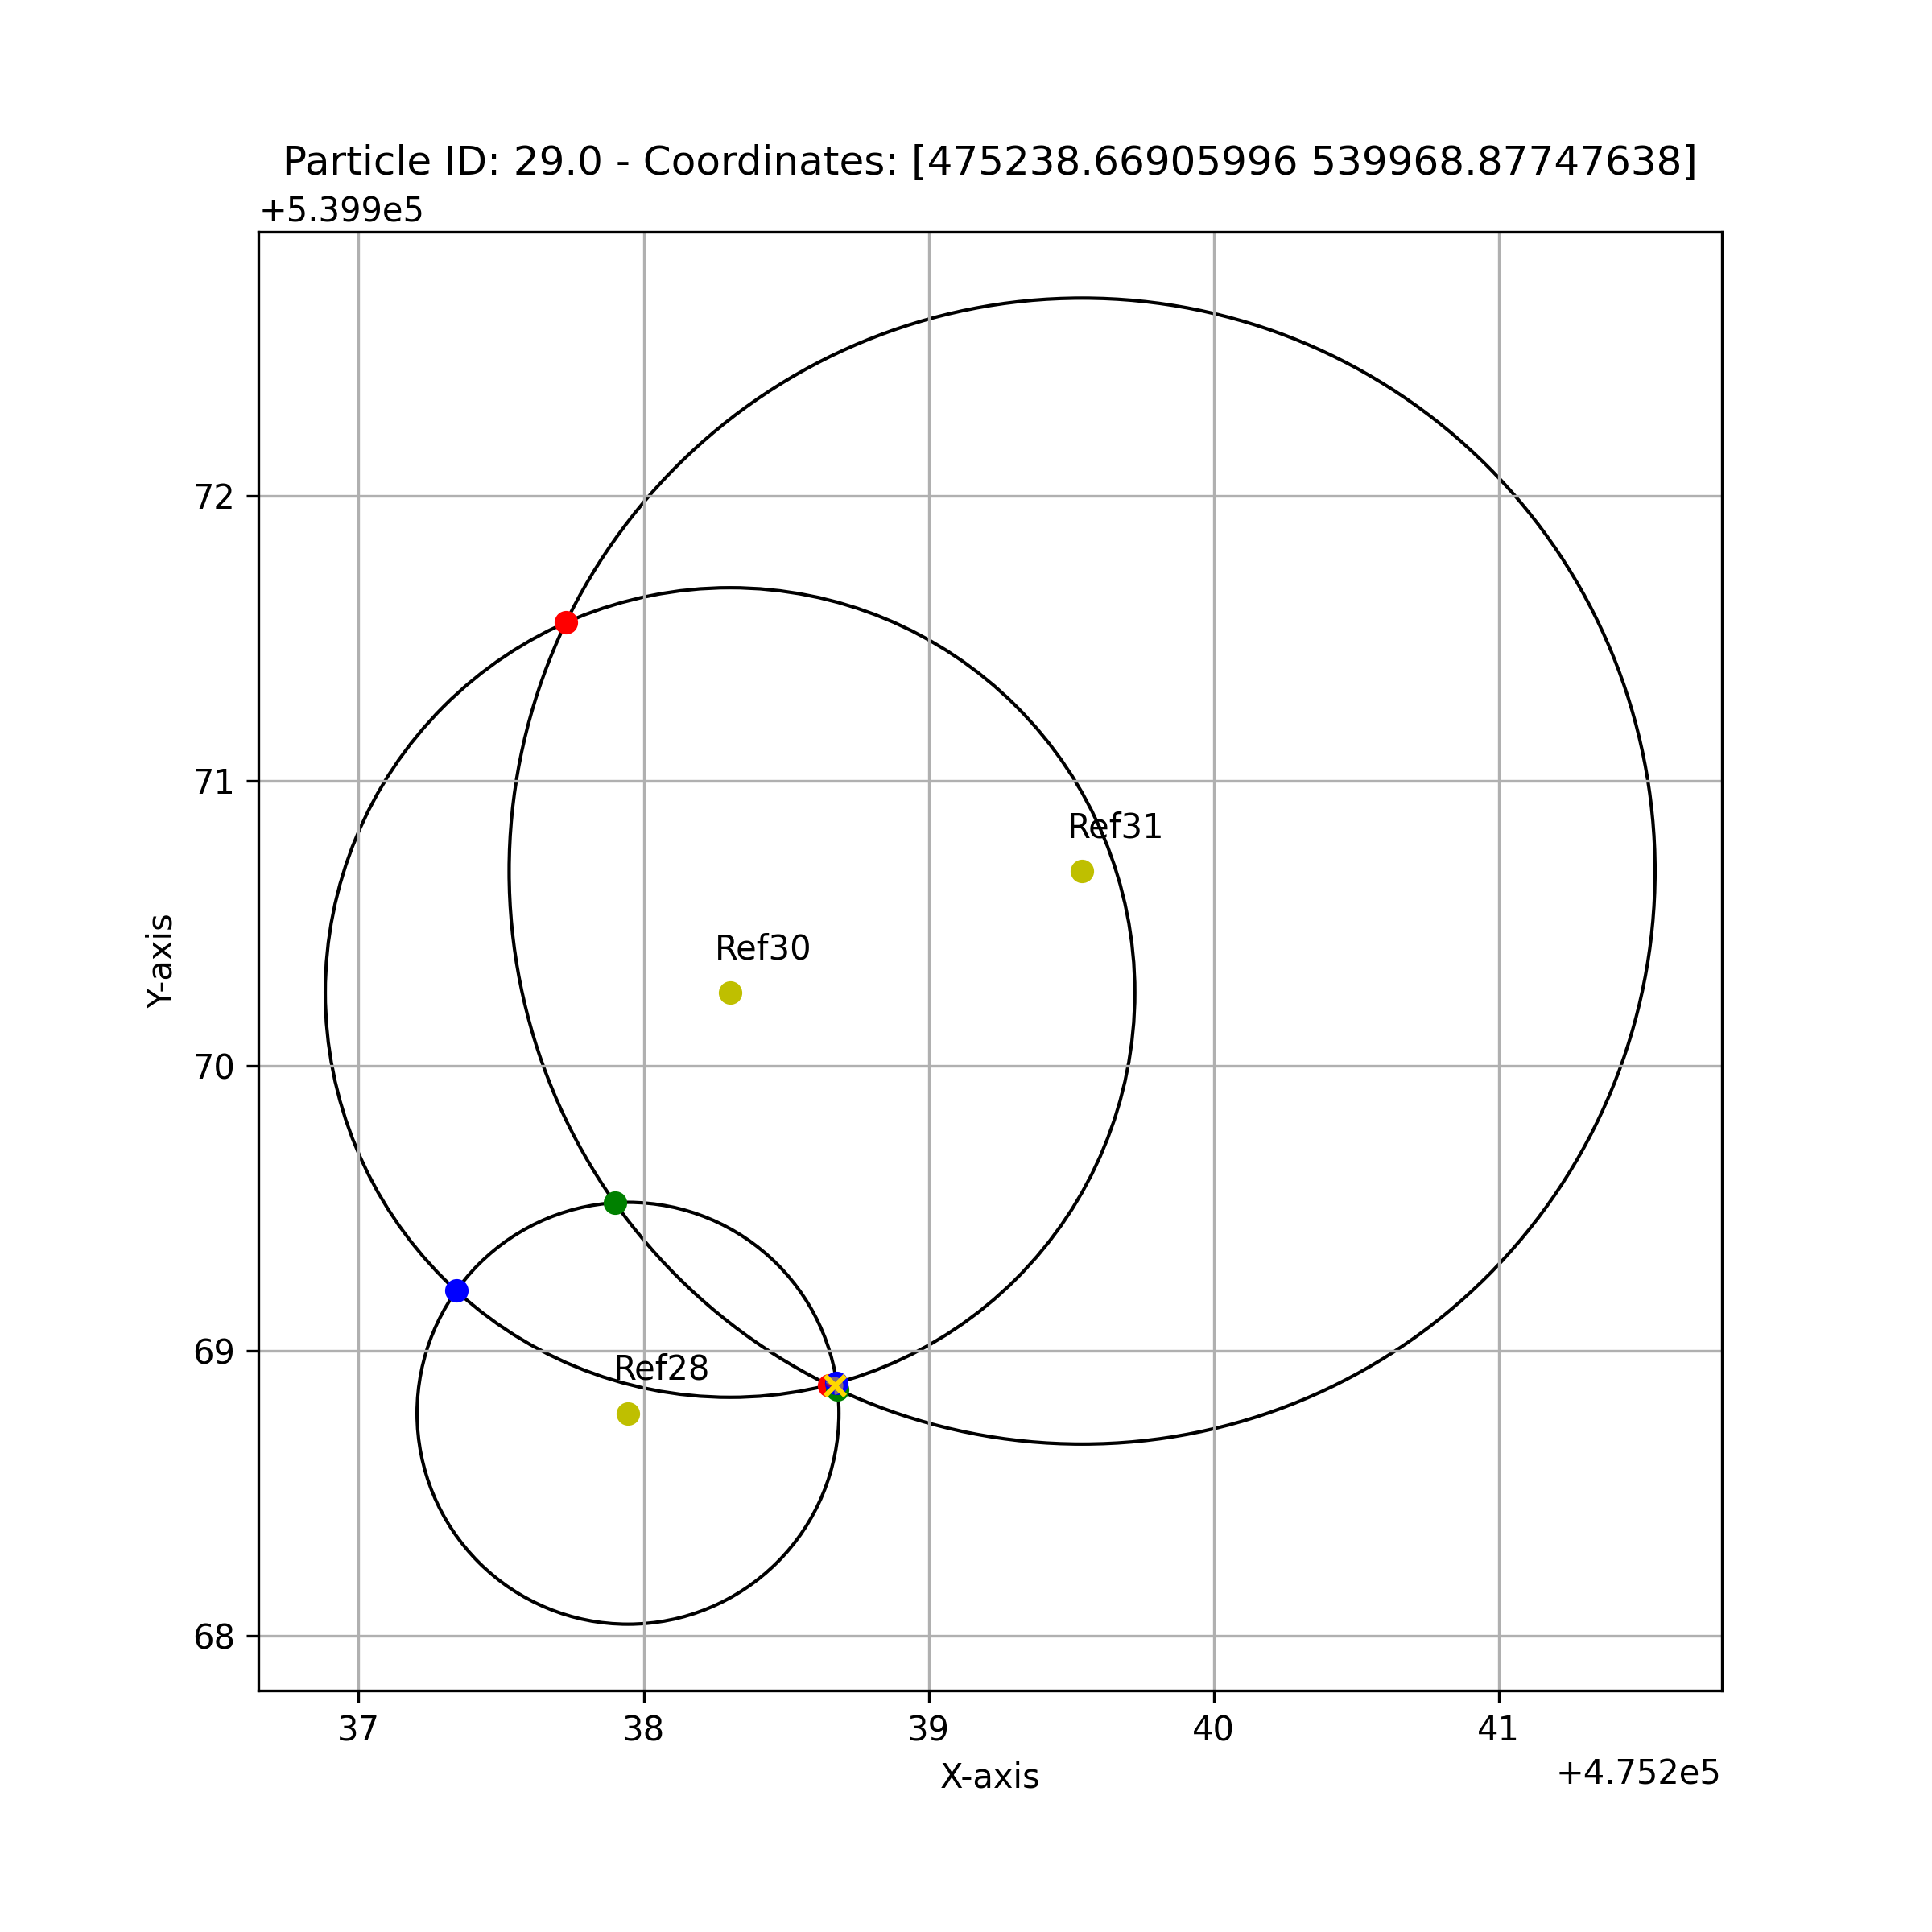 Particle ID: 29.0 - Coordinates: [475238.66905996 539968.87747638]
+5.399e5
72
71
Ref31
Y-axis
Ref30
70
69
Ref28
68
37 38 39 40 41
X-axis
+4.752e5